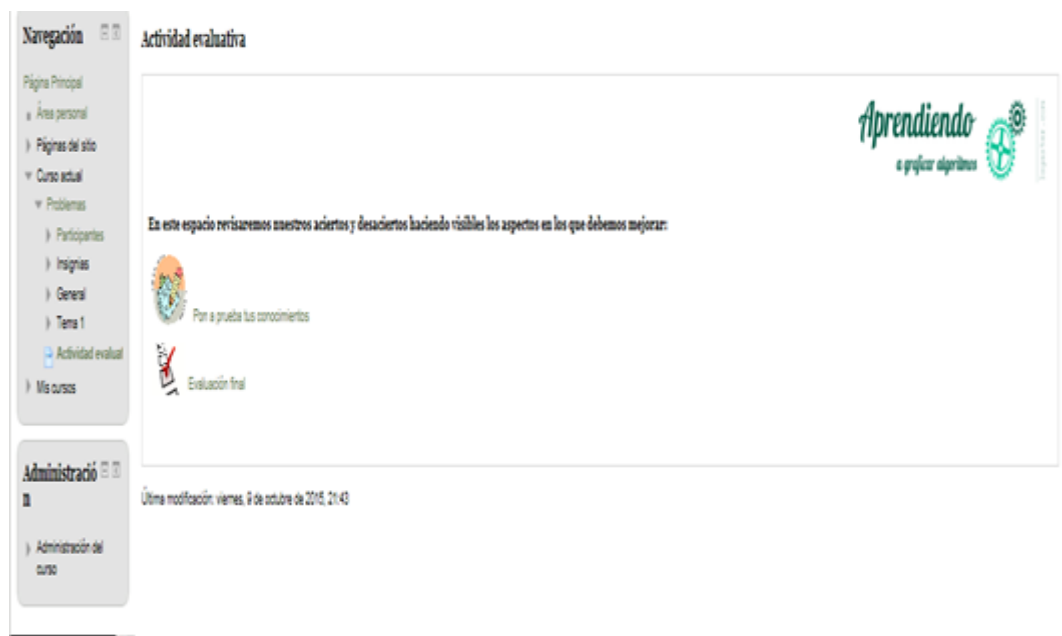 Navegación
Página Principal
Área personal
Páginas del sitio
Curso actual
Problemas
Participantes
Insignias
General
Tema 1
Actividad evaluat
Mis cursos
Administració
n
Administración del
curso
Actividad evaluativa
Aprendiendo
a graficar algoritmos
En este espacio revisaremos nuestros aciertos y desaciertos haciendo visibles los aspectos en los que debemos mejorar:
Pon a prueba tus conocimientos
Evaluación final
Última modificación: viernes, 9 de octubre de 2015, 21:43